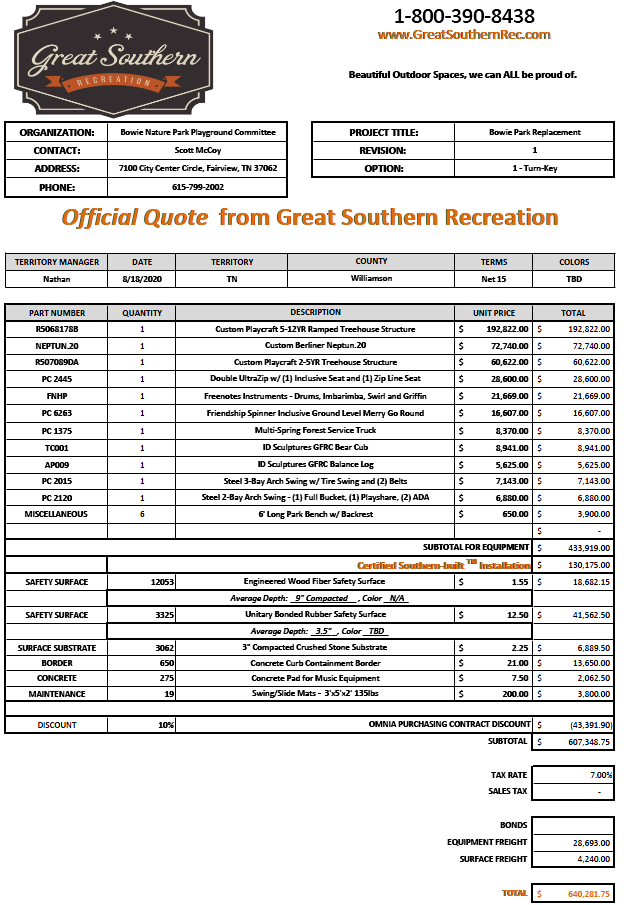 Great Southern
RECREATION
1-800-390-8438
www.GreatSouthernRec.com
Beautiful Outdoor Spaces, we can ALL be proud of.
ORGANIZATION: Bowie Nature Park Playground Committee
CONTACT: Scott McCoy
ADDRESS: 7100 City Center Circle, Fairview, TN 37062
PHONE: 615-799-2002
PROJECT TITLE: Bowie Park Replacement
REVISION: 1
OPTION: 1 - Turn-Key
Official Quote from Great Southern Recreation
TERRITORY MANAGER DATE TERRITORY COUNTY TERMS COLORS
Nathan 8/18/2020 TN Williamson Net 15 TBD
PART NUMBER QUANTITY DESCRIPTION UNIT PRICE TOTAL
R5068178B 1 Custom Playcraft 5-12YR Ramped Treehouse Structure $ 192,822.00 $ 192,822.00
NEPTUN.20 1 Custom Berliner Neptun.20 $ 72,740.00 $ 72,740.00
R507089DA 1 Custom Playcraft 2-5YR Treehouse Structure $ 60,622.00 $ 60,622.00
PC 2445 1 Double UltraZip w/ (1) Inclusive Seat and (1) Zip Line Seat $ 28,600.00 $ 28,600.00
FNHP 1 Freenotes Instruments - Drums, Imbarimba, Swirl and Griffin $ 21,669.00 $ 21,669.00
PC 6263 1 Friendship Spinner Inclusive Ground Level Merry Go Round $ 16,607.00 $ 16,607.00
PC 1375 1 Multi-Spring Forest Service Truck $ 8,370.00 $ 8,370.00
TC001 1 ID Sculptures GFRC Bear Cub $ 8,941.00 $ 8,941.00
AP009 1 ID Sculptures GFRC Balance Log $ 5,625.00 $ 5,625.00
PC 2015 1 Steel 3-Bay Arch Swing w/ Tire Swing and (2) Belts $ 7,143.00 $ 7,143.00
PC 2120 1 Steel 2-Bay Arch Swing - (1) Full Bucket, (1) Playshare, (2) ADA $ 6,880.00 $ 6,880.00
MISCELLANEOUS 6 6' Long Park Bench w/ Backrest $ 650.00 $ 3,900.00
$ -
SUBTOTAL FOR EQUIPMENT $ 433,919.00
Certified Southern-built TM Installation $ 130,175.00
SAFETY SURFACE 12053 Engineered Wood Fiber Safety Surface $ 1.55 $ 18,682.15
Average Depth: 9" Compacted , Color N/A
SAFETY SURFACE 3325 Unitary Bonded Rubber Safety Surface $ 12.50 $ 41,562.50
Average Depth: 3.5" , Color TBD
SURFACE SUBSTRATE 3062 3" Compacted Crushed Stone Substrate $ 2.25 $ 6,889.50
BORDER 650 Concrete Curb Containment Border $ 21.00 $ 13,650.00
CONCRETE 275 Concrete Pad for Music Equipment $ 7.50 $ 2,062.50
MAINTENANCE 19 Swing/Slide Mats - 3'x5'x2' 135lbs $ 200.00 $ 3,800.00
DISCOUNT 10% OMNIA PURCHASING CONTRACT DISCOUNT $ (43,391.90)
SUBTOTAL $ 607,348.75
TAX RATE 7.00%
SALES TAX -
BONDS
EQUIPMENT FREIGHT 28,693.00
SURFACE FREIGHT 4,240.00
TOTAL $ 640,281.75